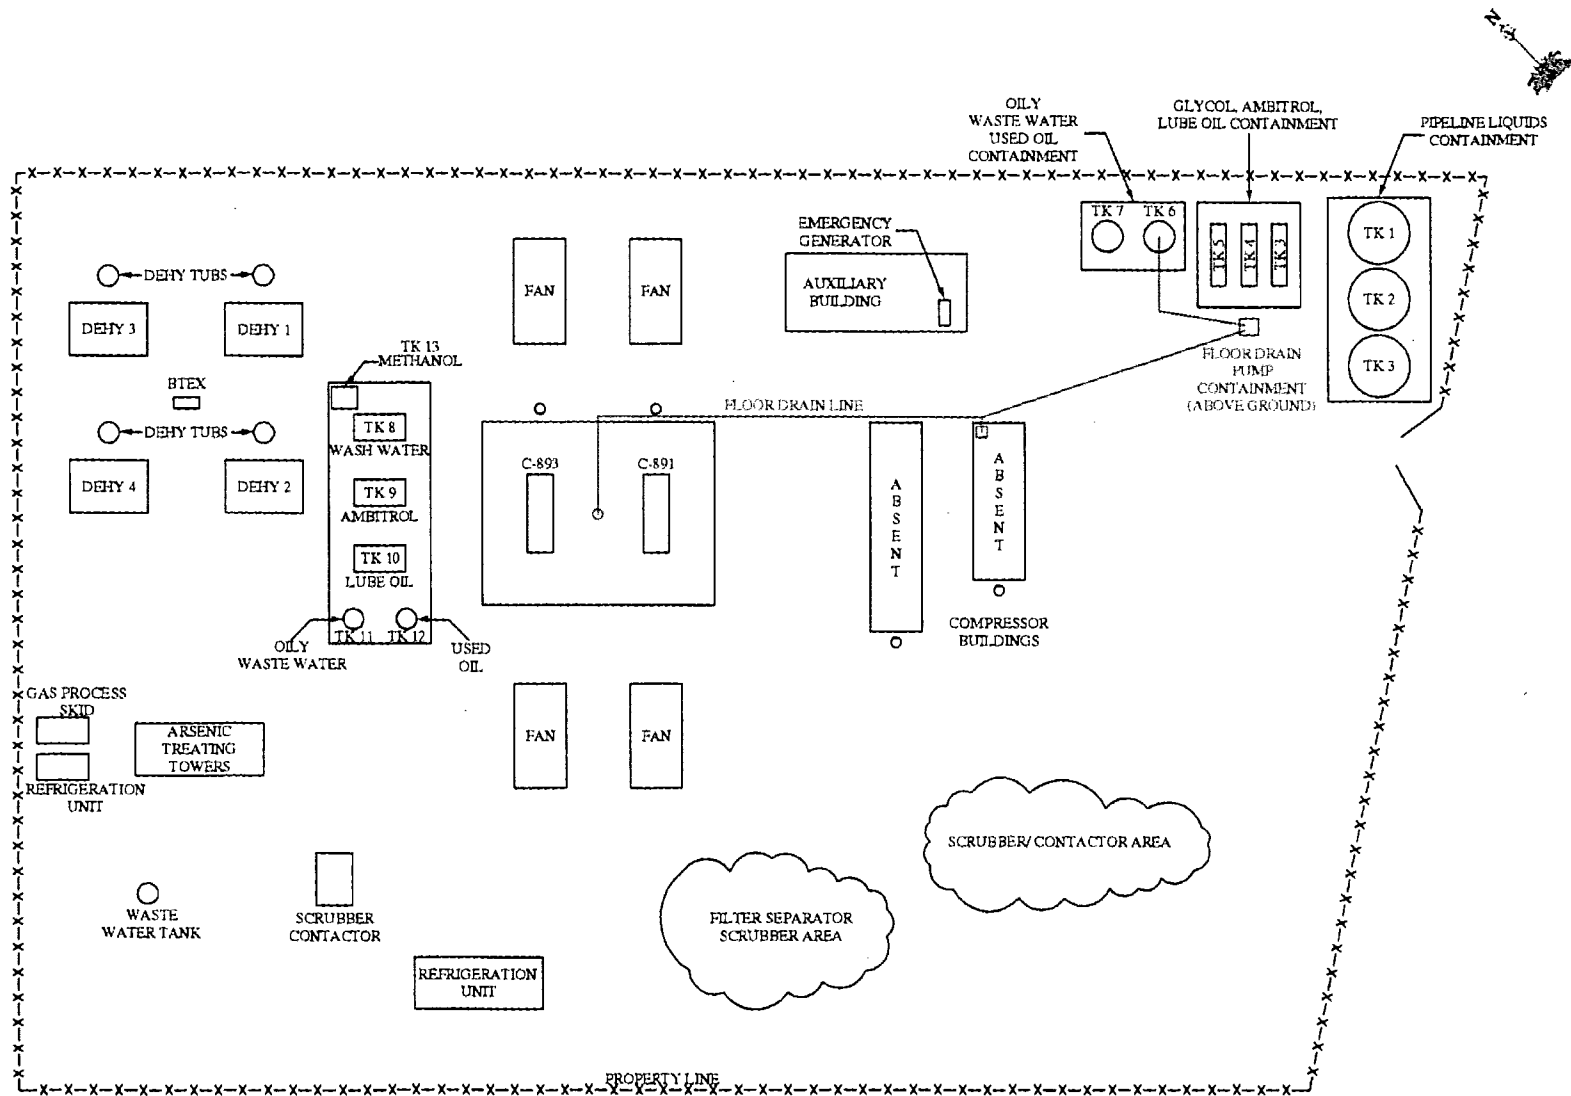 N
OILY
WASTE WATER
USED OIL
CONTAINMENT
GLYCOL, AMBITROL,
LUBE OIL CONTAINMENT
PIPELINE LIQUIDS
CONTAINMENT
TK 7
TK 6
TK 5
TK 4
TK 3
TK 1
TK 2
TK 3
EMERGENCY
GENERATOR
AUXILIARY
BUILDING
FLOOR DRAIN
PUMP
CONTAINMENT
(ABOVE GROUND)
DEHY TUBS
DEHY 3
DEHY 1
FAN
FAN
BTEX
DEHY TUBS
DEHY 4
DEHY 2
TK 13
METHANOL
TK 8
WASH WATER
TK 9
AMBITROL
TK 10
LUBE OIL
TK 11
TK 12
OILY
WASTE WATER
USED
OIL
FLOOR DRAIN LINE
C-893
C-891
ABSENT
ABSENT
COMPRESSOR
BUILDINGS
GAS PROCESS
SKID
REFRIGERATION
UNIT
ARSENIC
TREATING
TOWERS
FAN
FAN
SCRUBBER/ CONTACTOR AREA
WASTE
WATER TANK
SCRUBBER
CONTACTOR
FILTER SEPARATOR
SCRUBBER AREA
REFRIGERATION
UNIT
PROPERTY LINE